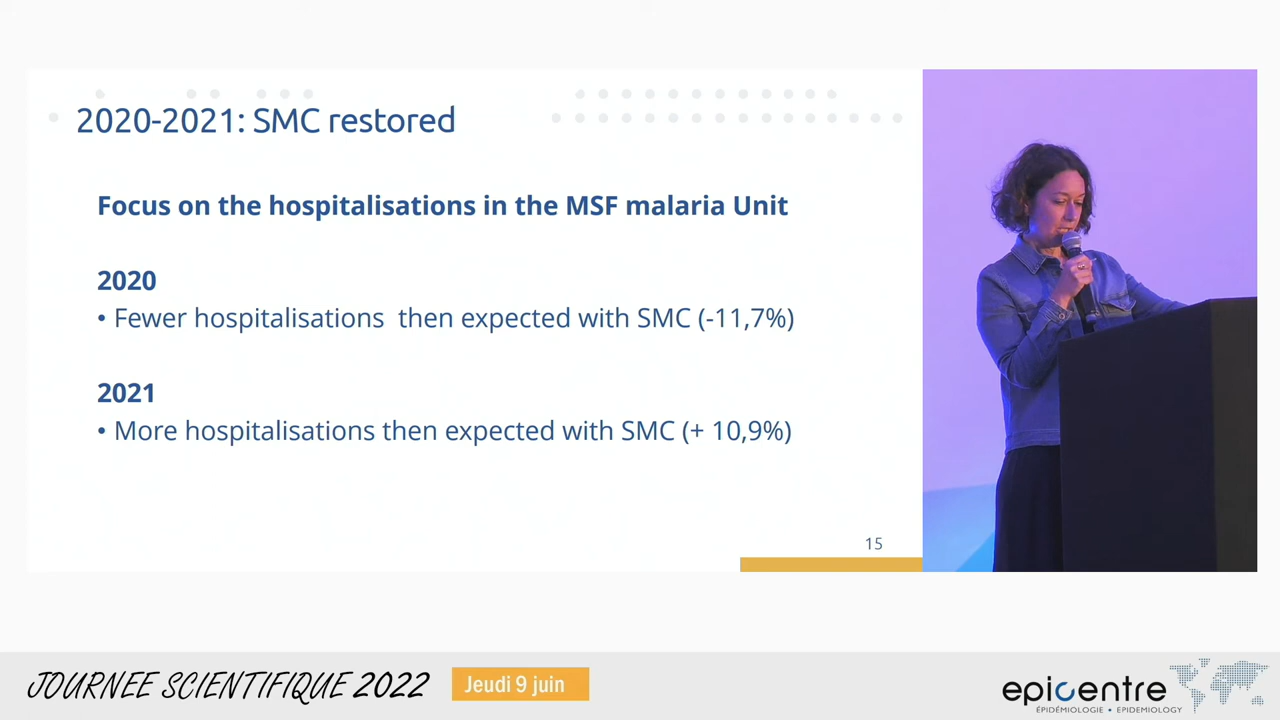 2020-2021: SMC restored
Focus on the hospitalisations in the MSF malaria Unit
2020
• Fewer hospitalisations  then expected with SMC (-11,7%)
2021
• More hospitalisations then expected with SMC (+ 10,9%)
15
JOURNEE SCIENTIFIQUE 2022
Jeudi 9 juin
epicentre
ÉPIDÉMIOLOGIE • EPIDEMIOLOGY